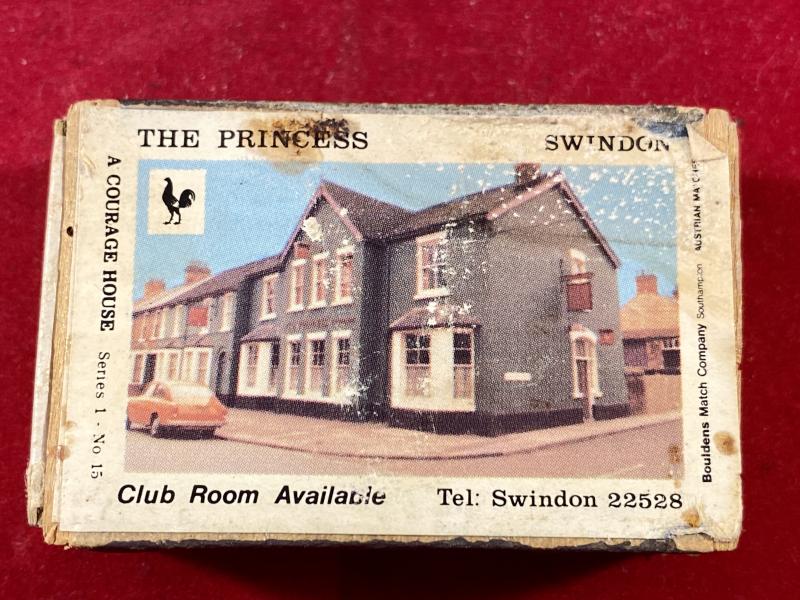 THE PRINCESS
SWINDON
A COURAGE HOUSE Series 1 - No 15
Bouldens Match Company Southampton AUSTRIAN MATCHES
Club Room Available
Tel: Swindon 22528